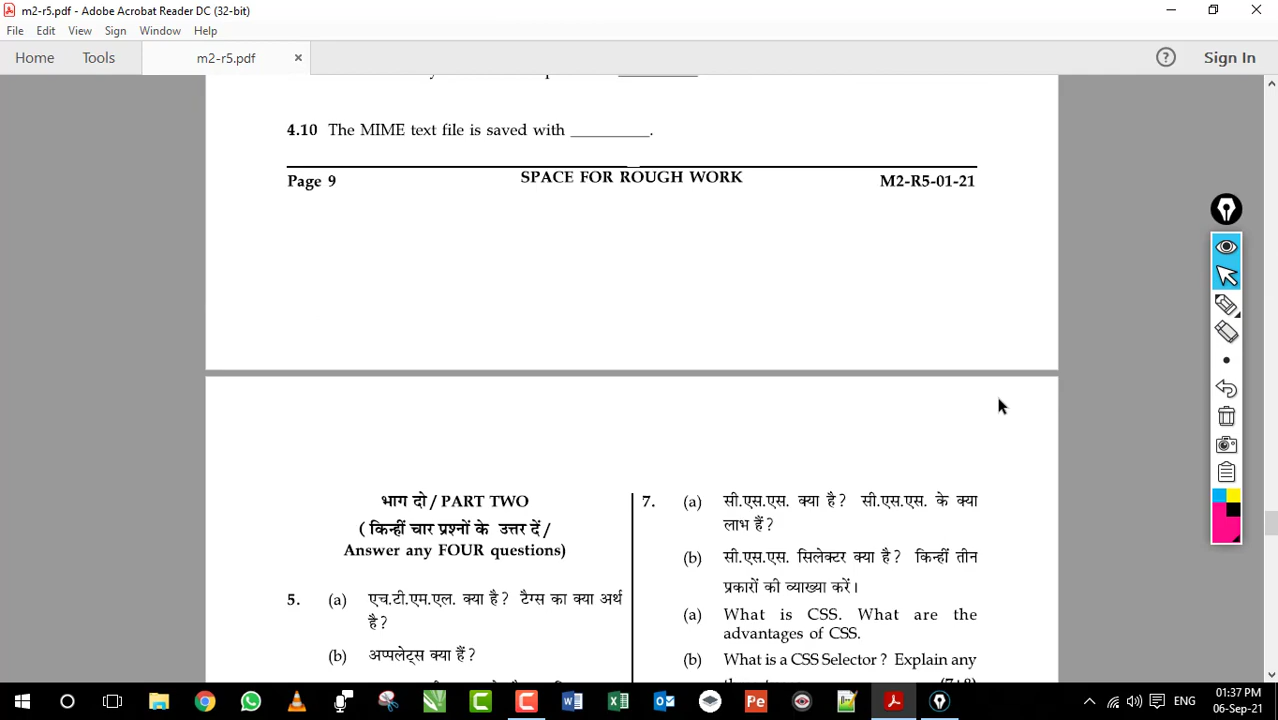 m2-r5.pdf - Adobe Acrobat Reader DC (32-bit)
File Edit View Sign Window Help
Home Tools m2-r5.pdf × ? Sign In
4.10 The MIME text file is saved with __________.
Page 9 SPACE FOR ROUGH WORK M2-R5-01-21
भाग दो / PART TWO
( किन्हीं चार प्रश्नों के उत्तर दें /
Answer any FOUR questions)
5. (a) एच.टी.एम.एल. क्या है? टैग्स का क्या अर्थ
है?
(b) अप्पलेट्स क्या हैं?
7. (a) सी.एस.एस. क्या है? सी.एस.एस. के क्या
लाभ हैं?
(b) सी.एस.एस. सिलेक्टर क्या है? किन्हीं तीन
प्रकारों की व्याख्या करें।
(a) What is CSS. What are the
advantages of CSS.
(b) What is a CSS Selector ? Explain any
ENG
01:37 PM
06-Sep-21